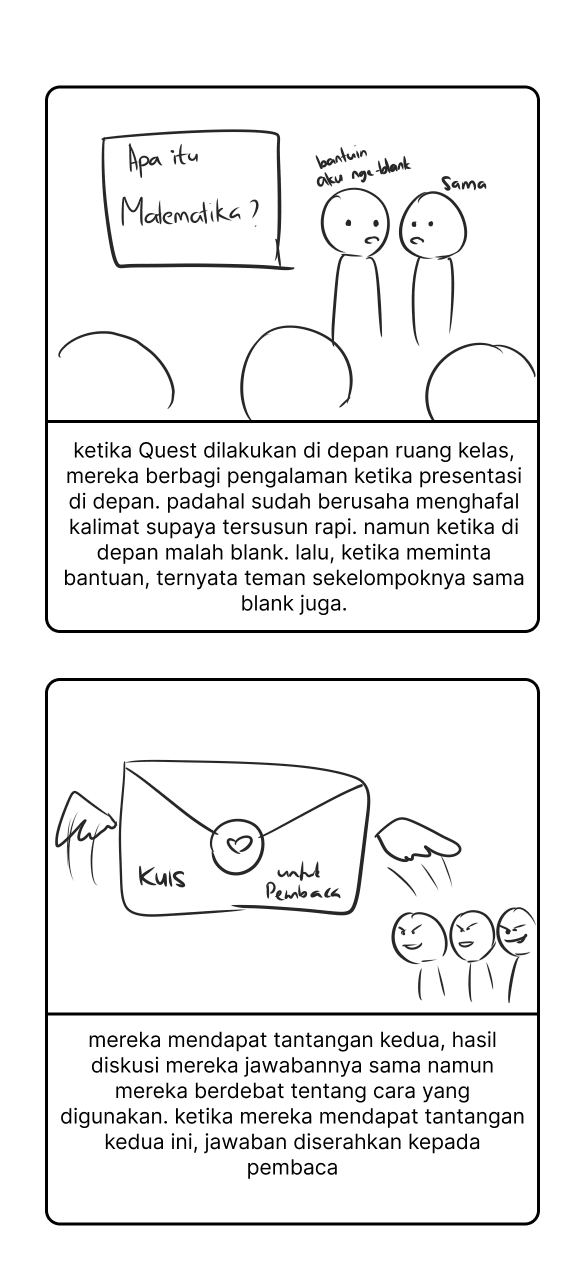 Apa itu
Matematika?
bantuin
aku nge-blank
Sama
ketika Quest dilakukan di depan ruang kelas,
mereka berbagi pengalaman ketika presentasi
di depan. padahal sudah berusaha menghafal
kalimat supaya tersusun rapi. namun ketika di
depan malah blank. lalu, ketika meminta
bantuan, ternyata teman sekelompoknya sama
blank juga.
Kuis
untuk
Pembaca
mereka mendapat tantangan kedua, hasil
diskusi mereka jawabannya sama namun
mereka berdebat tentang cara yang
digunakan. ketika mereka mendapat tantangan
kedua ini, jawaban diserahkan kepada
pembaca